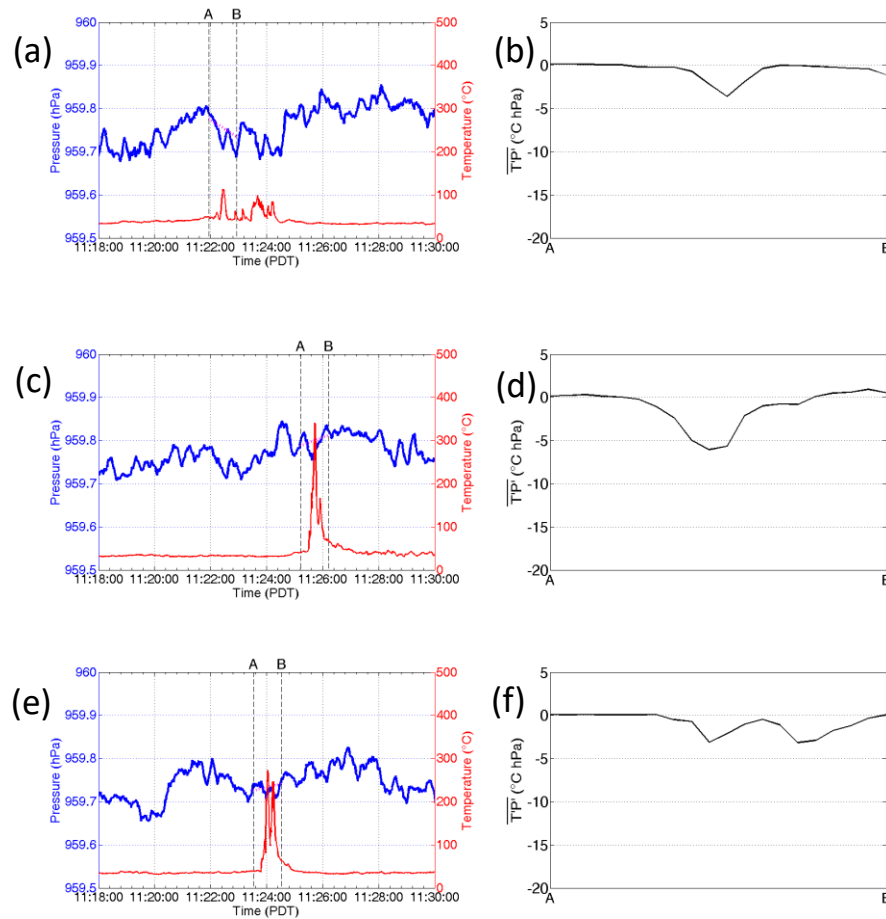 A B
(a)
960
959.9
959.8
959.7
959.6
959.5
Pressure (hPa)
500
400
300
200
100
0
Temperature (°C)
11:18:00 11:20:00 11:22:00 11:24:00 11:26:00 11:28:00 11:30:00
Time (PDT)
(b)
5
0
-5
-10
-15
-20
T'P' (°C hPa)
A B
A B
(c)
960
959.9
959.8
959.7
959.6
959.5
Pressure (hPa)
500
400
300
200
100
0
Temperature (°C)
11:18:00 11:20:00 11:22:00 11:24:00 11:26:00 11:28:00 11:30:00
Time (PDT)
(d)
5
0
-5
-10
-15
-20
T'P' (°C hPa)
A B
A B
(e)
960
959.9
959.8
959.7
959.6
959.5
Pressure (hPa)
500
400
300
200
100
0
Temperature (°C)
11:18:00 11:20:00 11:22:00 11:24:00 11:26:00 11:28:00 11:30:00
Time (PDT)
(f)
5
0
-5
-10
-15
-20
T'P' (°C hPa)
A B